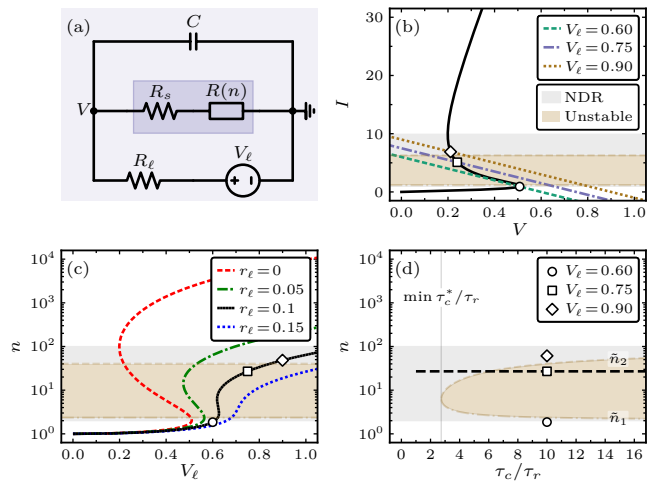 (a)
C
R_s
R(n)
V
R_ℓ
V_ℓ
(b)
V_ℓ = 0.60
V_ℓ = 0.75
V_ℓ = 0.90
NDR
Unstable
I
30
20
10
0
0.0 0.2 0.4 0.6 0.8 1.0
V
(c)
r_ℓ = 0
r_ℓ = 0.05
r_ℓ = 0.1
r_ℓ = 0.15
n
10^4
10^3
10^2
10^1
10^0
0.0 0.2 0.4 0.6 0.8 1.0
V_ℓ
(d)
V_ℓ = 0.60
V_ℓ = 0.75
V_ℓ = 0.90
min τ_c^*/τ_r
ñ_2
ñ_1
n
10^4
10^3
10^2
10^1
10^0
0 2 4 6 8 10 12 14 16
τ_c/τ_r